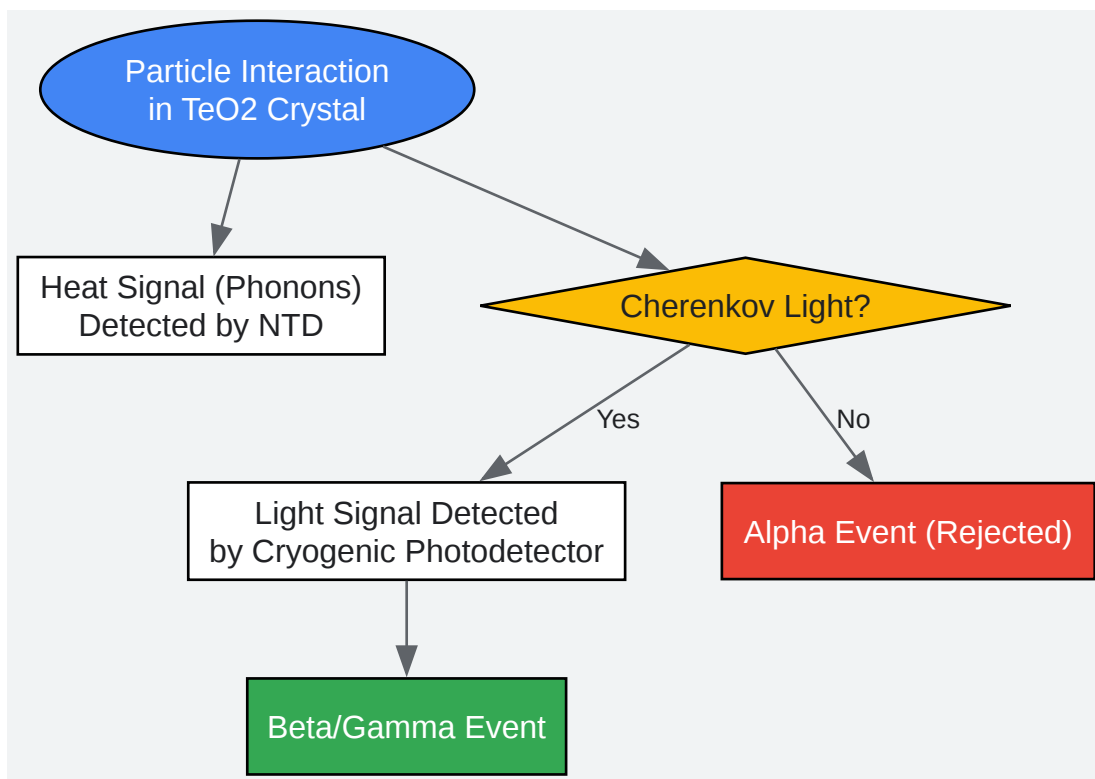 Particle Interaction
in TeO2 Crystal
Heat Signal (Phonons)
Detected by NTD
Cherenkov Light?
Yes
No
Light Signal Detected
by Cryogenic Photodetector
Alpha Event (Rejected)
Beta/Gamma Event